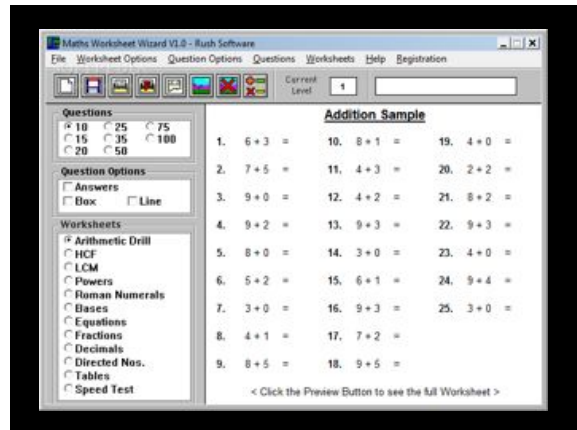 Maths Worksheet Wizard V1.0 - Rush Software
File Worksheet Options Question Options Questions Worksheets Help Registration
Current Level 1
Questions
10 25 75
15 35 100
20 50
Question Options
Answers
Box Line
Worksheets
Arithmetic Drill
HCF
LCM
Powers
Roman Numerals
Bases
Equations
Fractions
Decimals
Directed Nos.
Tables
Speed Test
Addition Sample
1. 6 + 3 = 10. 8 + 1 = 19. 4 + 0 =
2. 7 + 5 = 11. 4 + 3 = 20. 2 + 2 =
3. 9 + 0 = 12. 4 + 2 = 21. 8 + 2 =
4. 9 + 2 = 13. 9 + 3 = 22. 9 + 3 =
5. 8 + 0 = 14. 3 + 0 = 23. 4 + 0 =
6. 5 + 2 = 15. 6 + 1 = 24. 9 + 4 =
7. 3 + 0 = 16. 9 + 3 = 25. 3 + 0 =
8. 4 + 1 = 17. 7 + 2 =
9. 8 + 5 = 18. 9 + 5 =
< Click the Preview Button to see the full Worksheet >